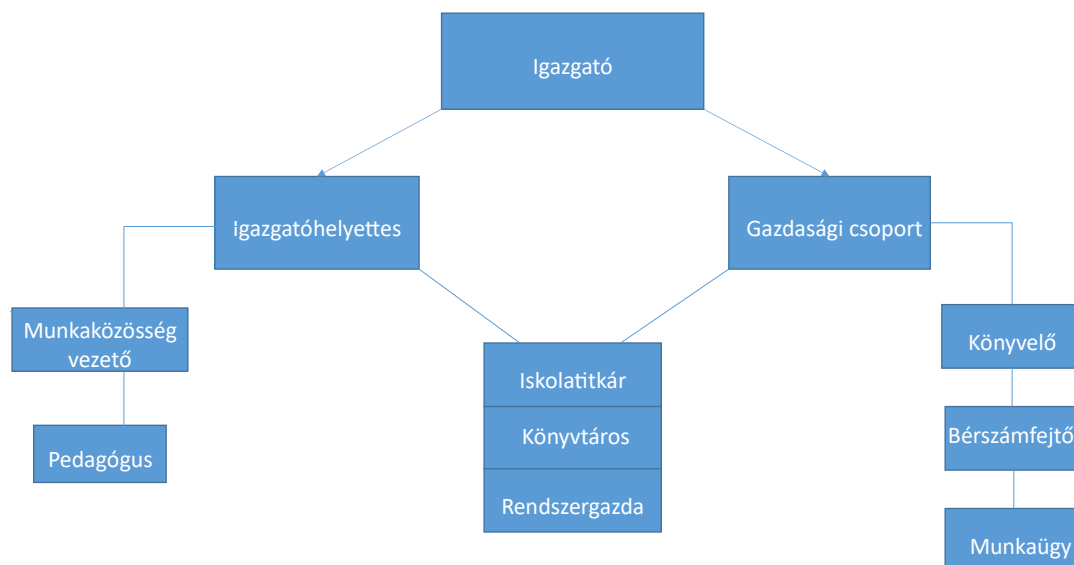 Igazgató
Igazgatóhelyettes
Gazdasági csoport
Munkaközösség
vezető
Pedagógus
Iskolatitkár
Könyvtáros
Rendszergazda
Könyvelő
Bérszámfejtő
Munkaügy